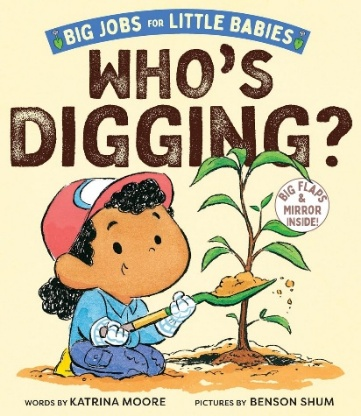 BIG JOBS FOR LITTLE BABIES
WHO'S
DIGGING?
BIG FLAPS
&
MIRROR
INSIDE!
WORDS BY KATRINA MOORE
PICTURES BY BENSON SHUM